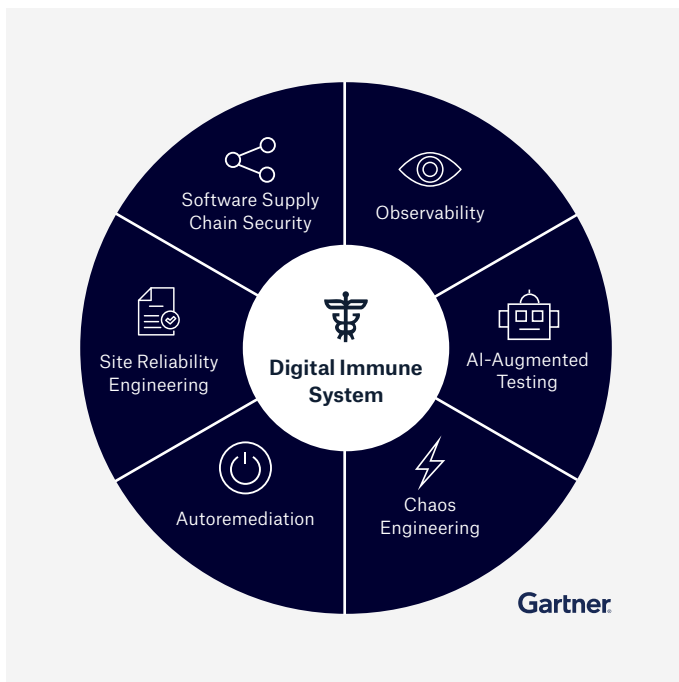 Software Supply
Chain Security
Observability
Site Reliability
Engineering
Digital Immune
System
AI-Augmented
Testing
Autoremediation
Chaos
Engineering
Gartner®